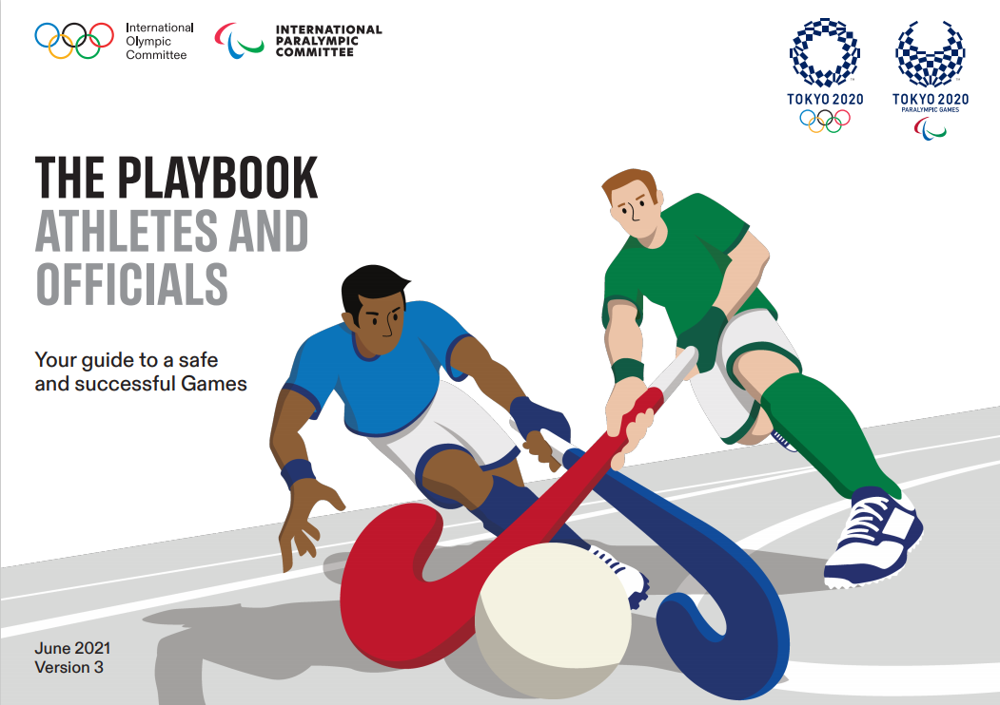 International
Olympic
Committee
INTERNATIONAL
PARALYMPIC
COMMITTEE
TOKYO 2020
TOKYO 2020
PARALYMPIC GAMES
THE PLAYBOOK
ATHLETES AND
OFFICIALS
Your guide to a safe
and successful Games
June 2021
Version 3